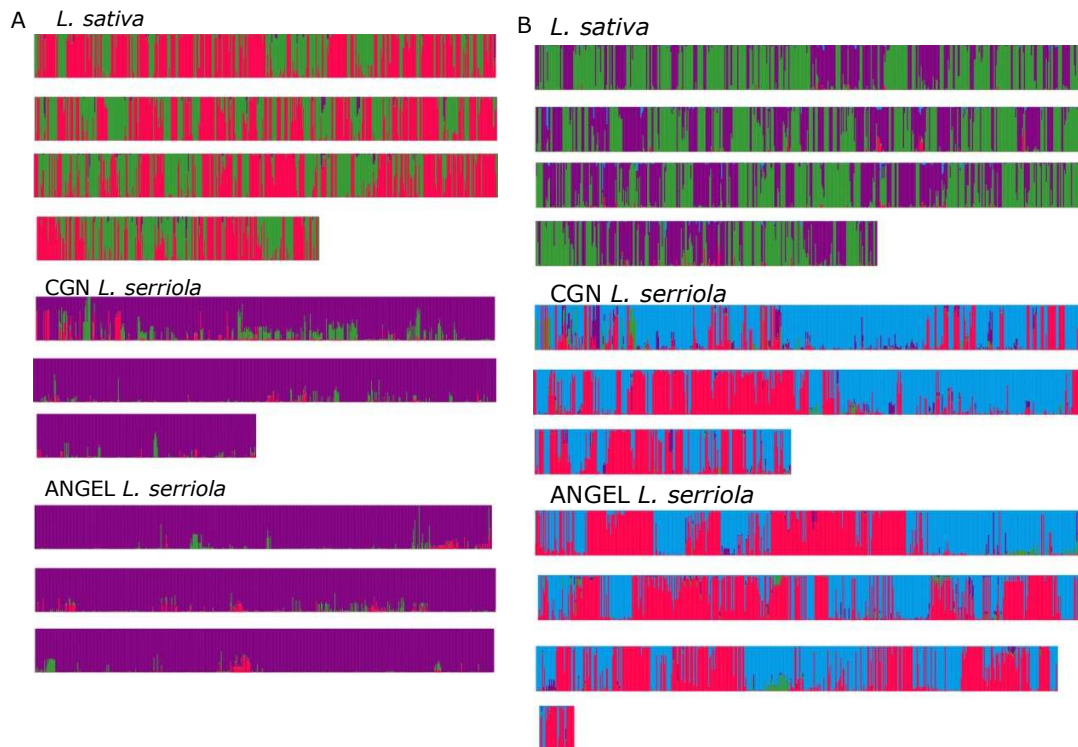 A L. sativa
CGN L. serriola
ANGEL L. serriola
B L. sativa
CGN L. serriola
ANGEL L. serriola